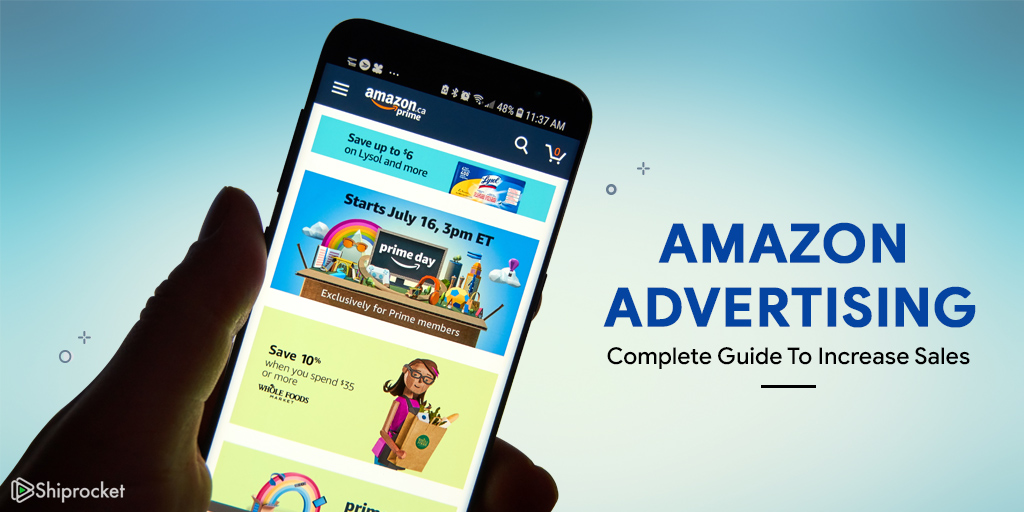 48% 11:37 AM
amazon.ca
prime
0
Save up to $6
on Lysol and more
Lysol
Starts July 16, 3pm ET
prime day
Exclusively for Prime members
Save 10%
when you spend $35
or more
WHOLE FOODS
MARKET
AMAZON
ADVERTISING
Complete Guide To Increase Sales
Shiprocket